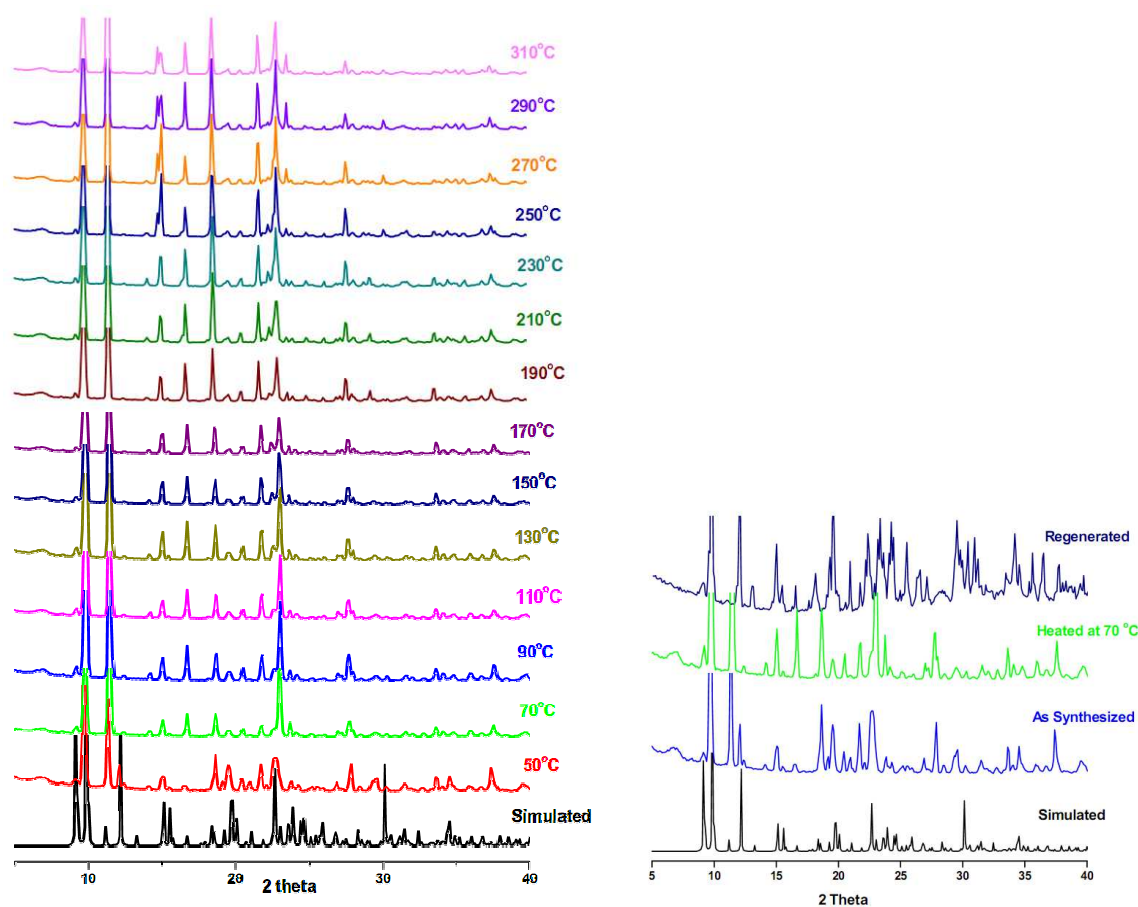 310°C
290°C
270°C
250°C
230°C
210°C
190°C
170°C
150°C
130°C
110°C
90°C
70°C
50°C
Simulated
10 20 30 40
2 theta
Regenerated
Heated at 70 °C
As Synthesized
Simulated
5 10 15 20 25 30 35 40
2 Theta